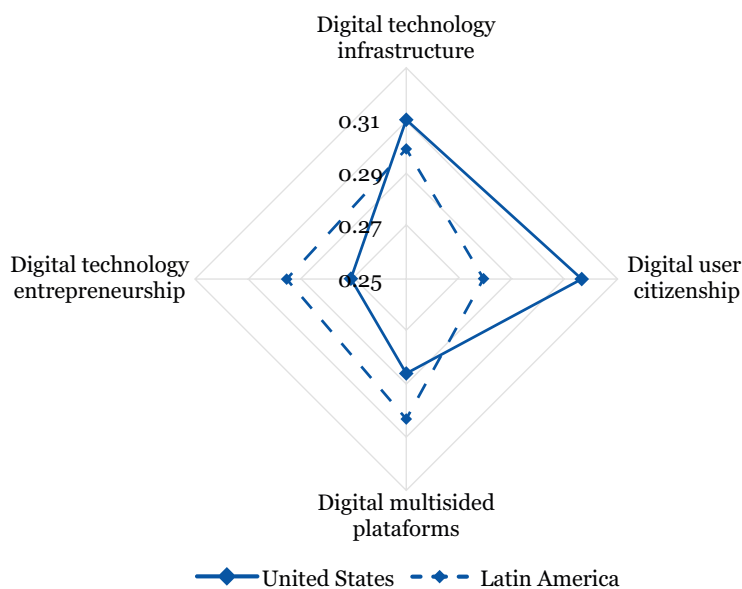 Digital technology
infrastructure
0.31
0.29
0.27
0.25
Digital technology
entrepreneurship
Digital user
citizenship
Digital multisided
plataforms
United States
Latin America